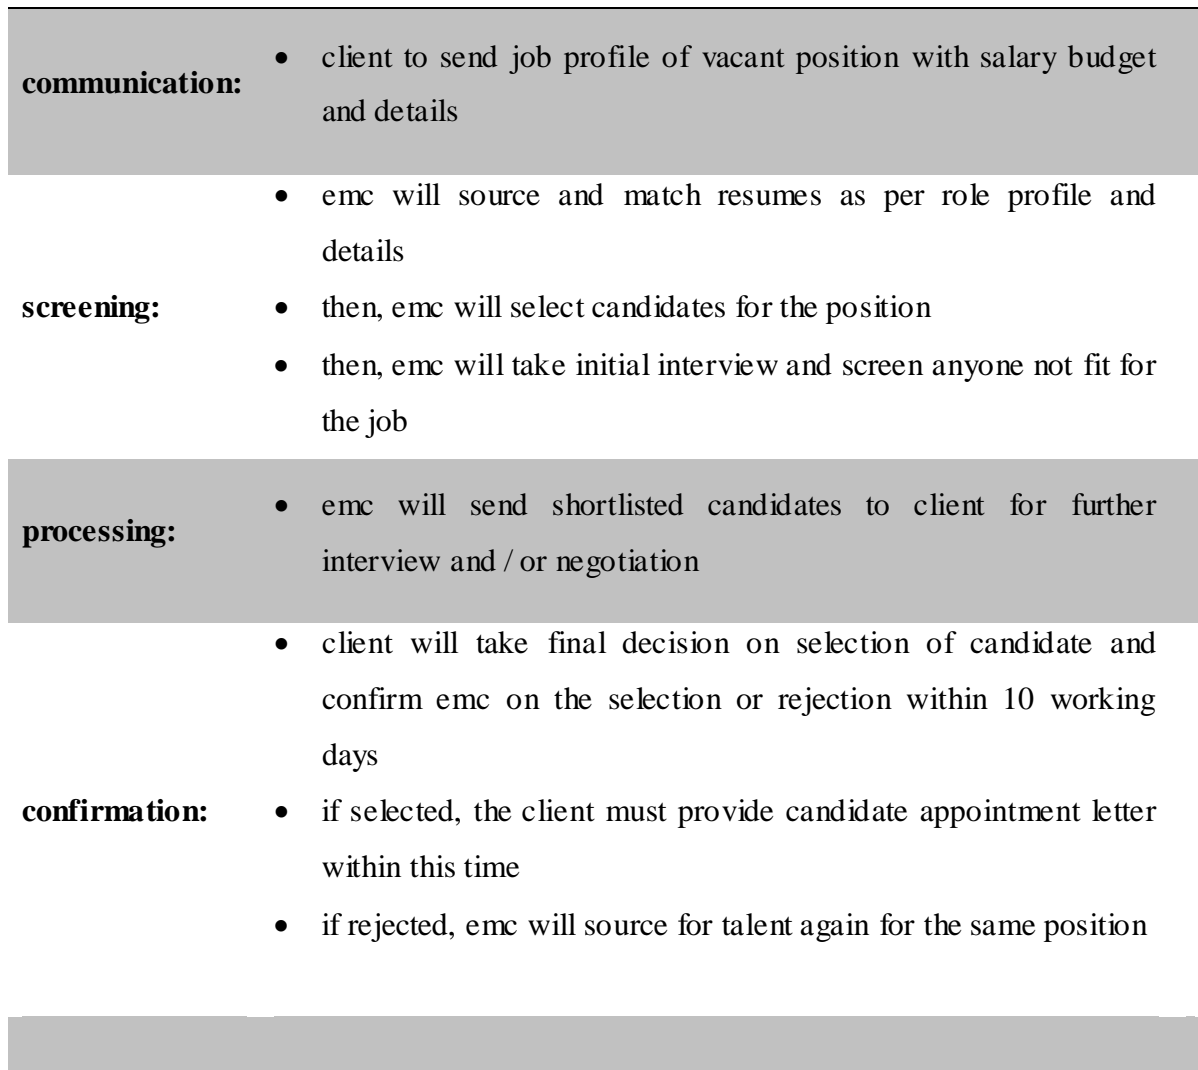 communication:
• client to send job profile of vacant position with salary budget
and details
screening:
• emc will source and match resumes as per role profile and
details
• then, emc will select candidates for the position
• then, emc will take initial interview and screen anyone not fit for
the job
processing:
• emc will send shortlisted candidates to client for further
interview and / or negotiation
confirmation:
• client will take final decision on selection of candidate and
confirm emc on the selection or rejection within 10 working
days
• if selected, the client must provide candidate appointment letter
within this time
• if rejected, emc will source for talent again for the same position